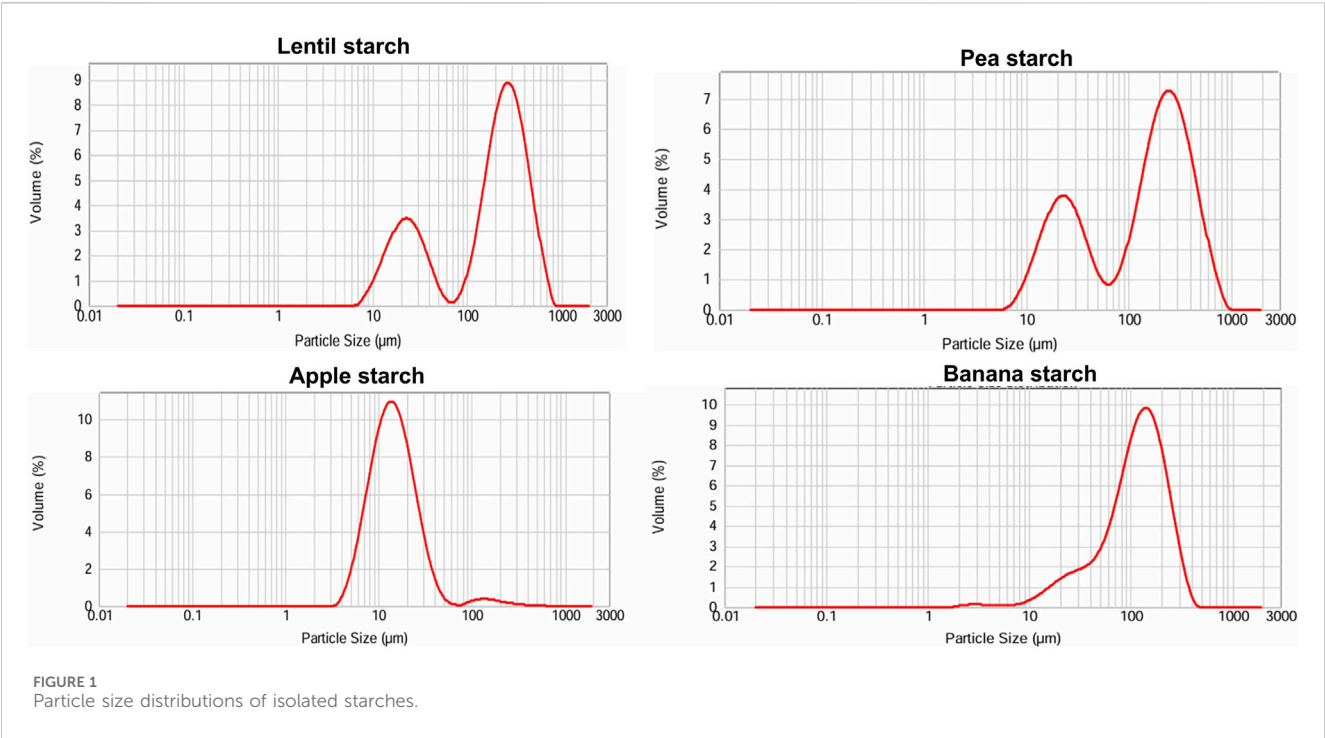 Lentil starch
9
8
7
6
5
4
3
2
1
0
Volume (%)
0.01 0.1 1 10 100 1000 3000
Particle Size (µm)
Pea starch
7
6
5
4
3
2
1
0
Volume (%)
0.01 0.1 1 10 100 1000 3000
Particle Size (µm)
Apple starch
10
8
6
4
2
0
Volume (%)
0.01 0.1 1 10 100 1000 3000
Particle Size (µm)
Banana starch
10
9
8
7
6
5
4
3
2
1
0
Volume (%)
0.01 0.1 1 10 100 1000 3000
Particle Size (µm)
FIGURE 1
Particle size distributions of isolated starches.